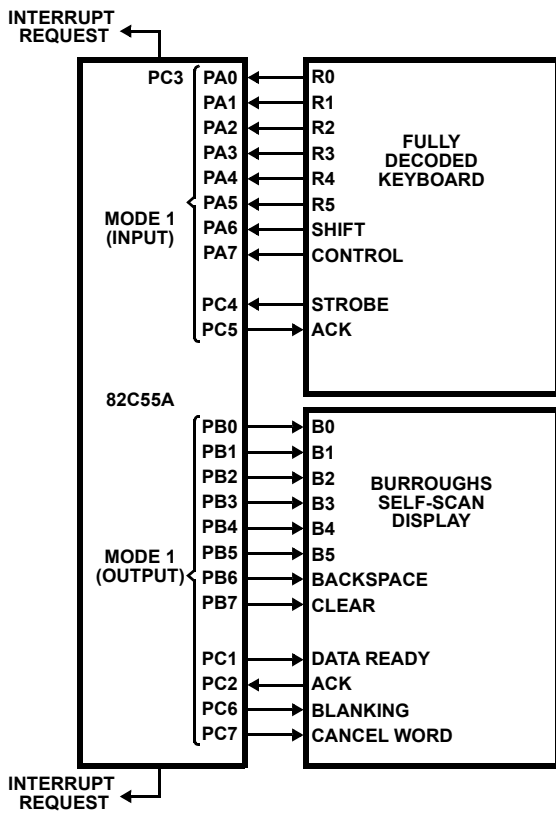 INTERRUPT
REQUEST
PC3 PA0 R0
PA1 R1
PA2 R2
PA3 R3
PA4 R4
PA5 R5
PA6 SHIFT
PA7 CONTROL
MODE 1
(INPUT)
FULLY
DECODED
KEYBOARD
PC4 STROBE
PC5 ACK
82C55A
PB0 B0
PB1 B1
PB2 B2
PB3 B3
PB4 B4
PB5 B5
PB6 BACKSPACE
PB7 CLEAR
MODE 1
(OUTPUT)
BURROUGHS
SELF-SCAN
DISPLAY
PC1 DATA READY
PC2 ACK
PC6 BLANKING
PC7 CANCEL WORD
INTERRUPT
REQUEST